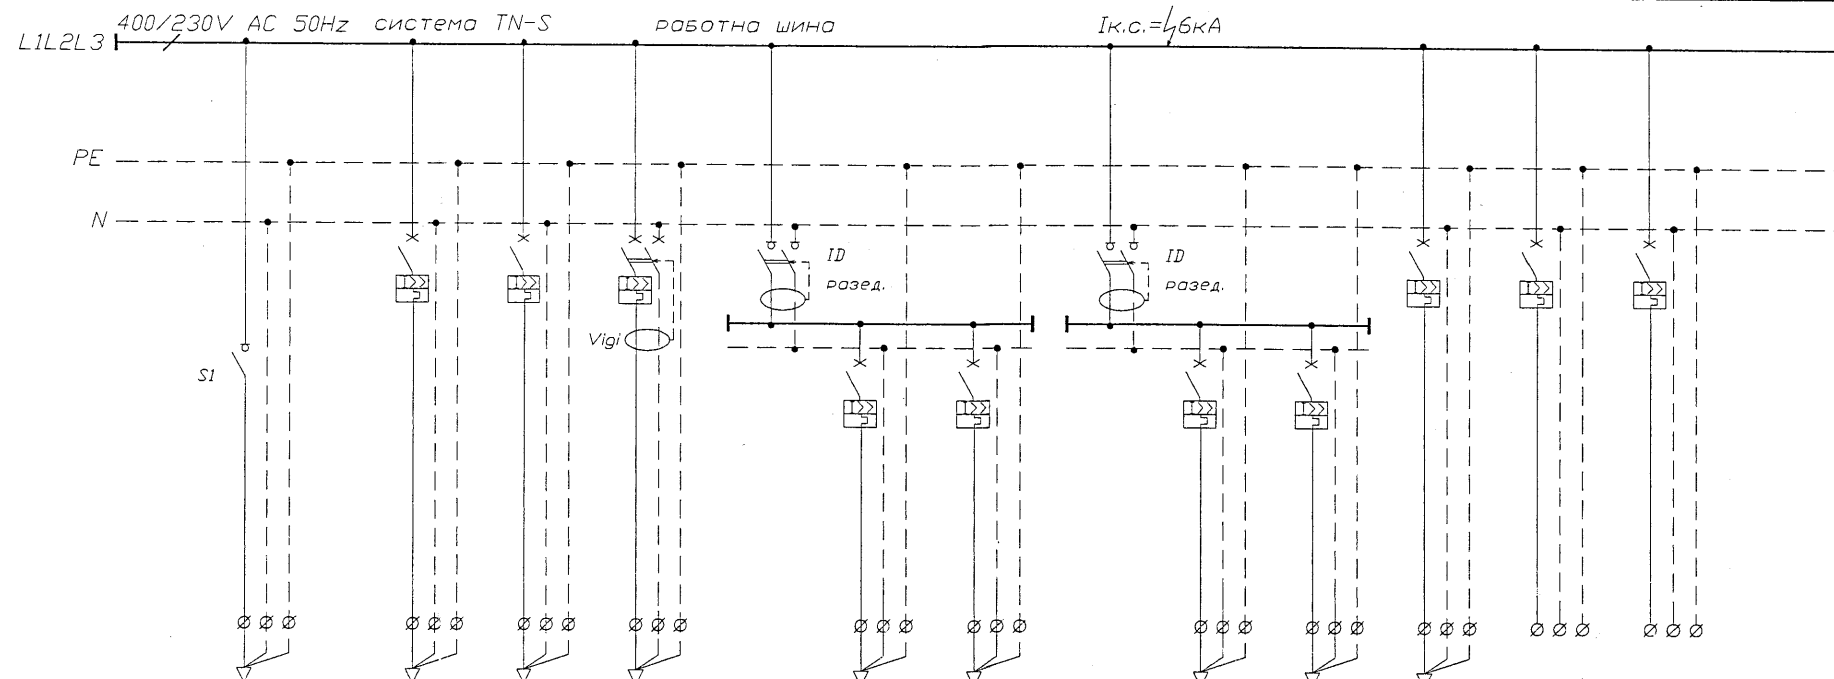 400/230V AC 50Hz система TN-S работна шина Iк.с.=6кА
L1L2L3
PE
N
ID ID
разед. разед.
Vigi
S1